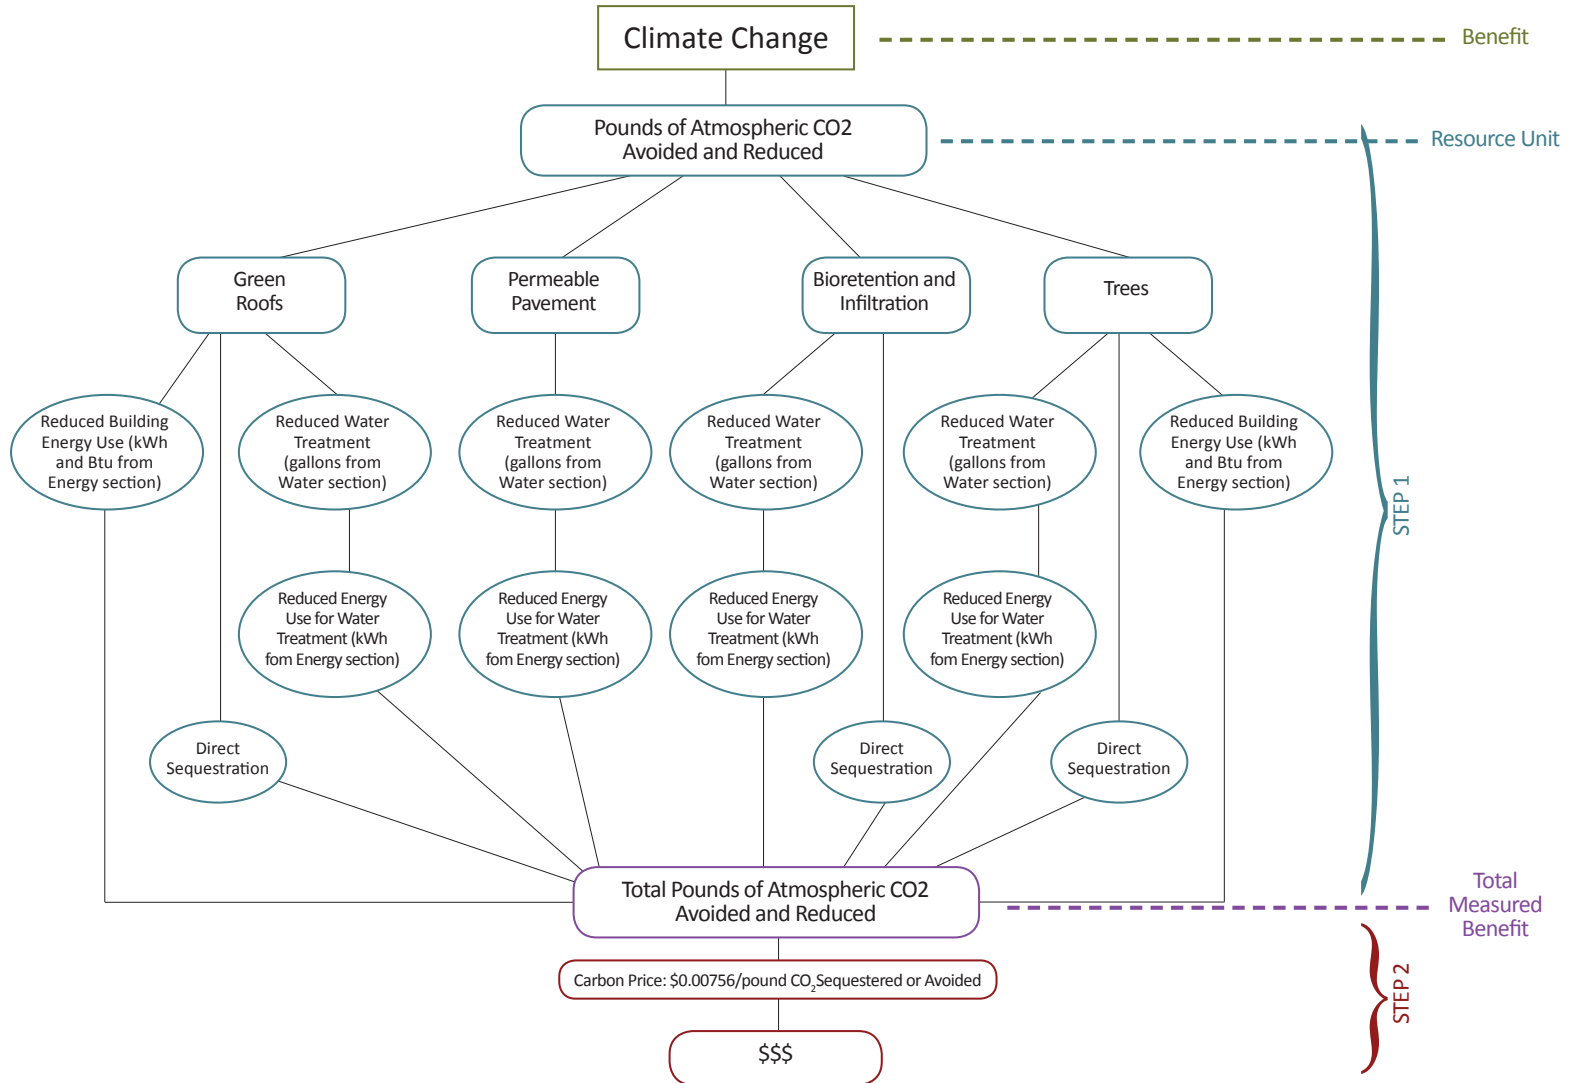 Climate Change
Benefit
Pounds of Atmospheric CO2
Avoided and Reduced
Resource Unit
Green
Roofs
Permeable
Pavement
Bioretention and
Infiltration
Trees
Reduced Building
Energy Use (kWh
and Btu from
Energy section)
Reduced Water
Treatment
(gallons from
Water section)
Reduced Water
Treatment
(gallons from
Water section)
Reduced Water
Treatment
(gallons from
Water section)
Reduced Water
Treatment
(gallons from
Water section)
Reduced Building
Energy Use (kWh
and Btu from
Energy section)
STEP 1
Reduced Energy
Use for Water
Treatment (kWh
fom Energy section)
Reduced Energy
Use for Water
Treatment (kWh
fom Energy section)
Reduced Energy
Use for Water
Treatment (kWh
fom Energy section)
Reduced Energy
Use for Water
Treatment (kWh
fom Energy section)
Direct
Sequestration
Direct
Sequestration
Direct
Sequestration
Total Pounds of Atmospheric CO2
Avoided and Reduced
Total
Measured
Benefit
Carbon Price: $0.00756/pound CO₂Sequestered or Avoided
STEP 2
$$$